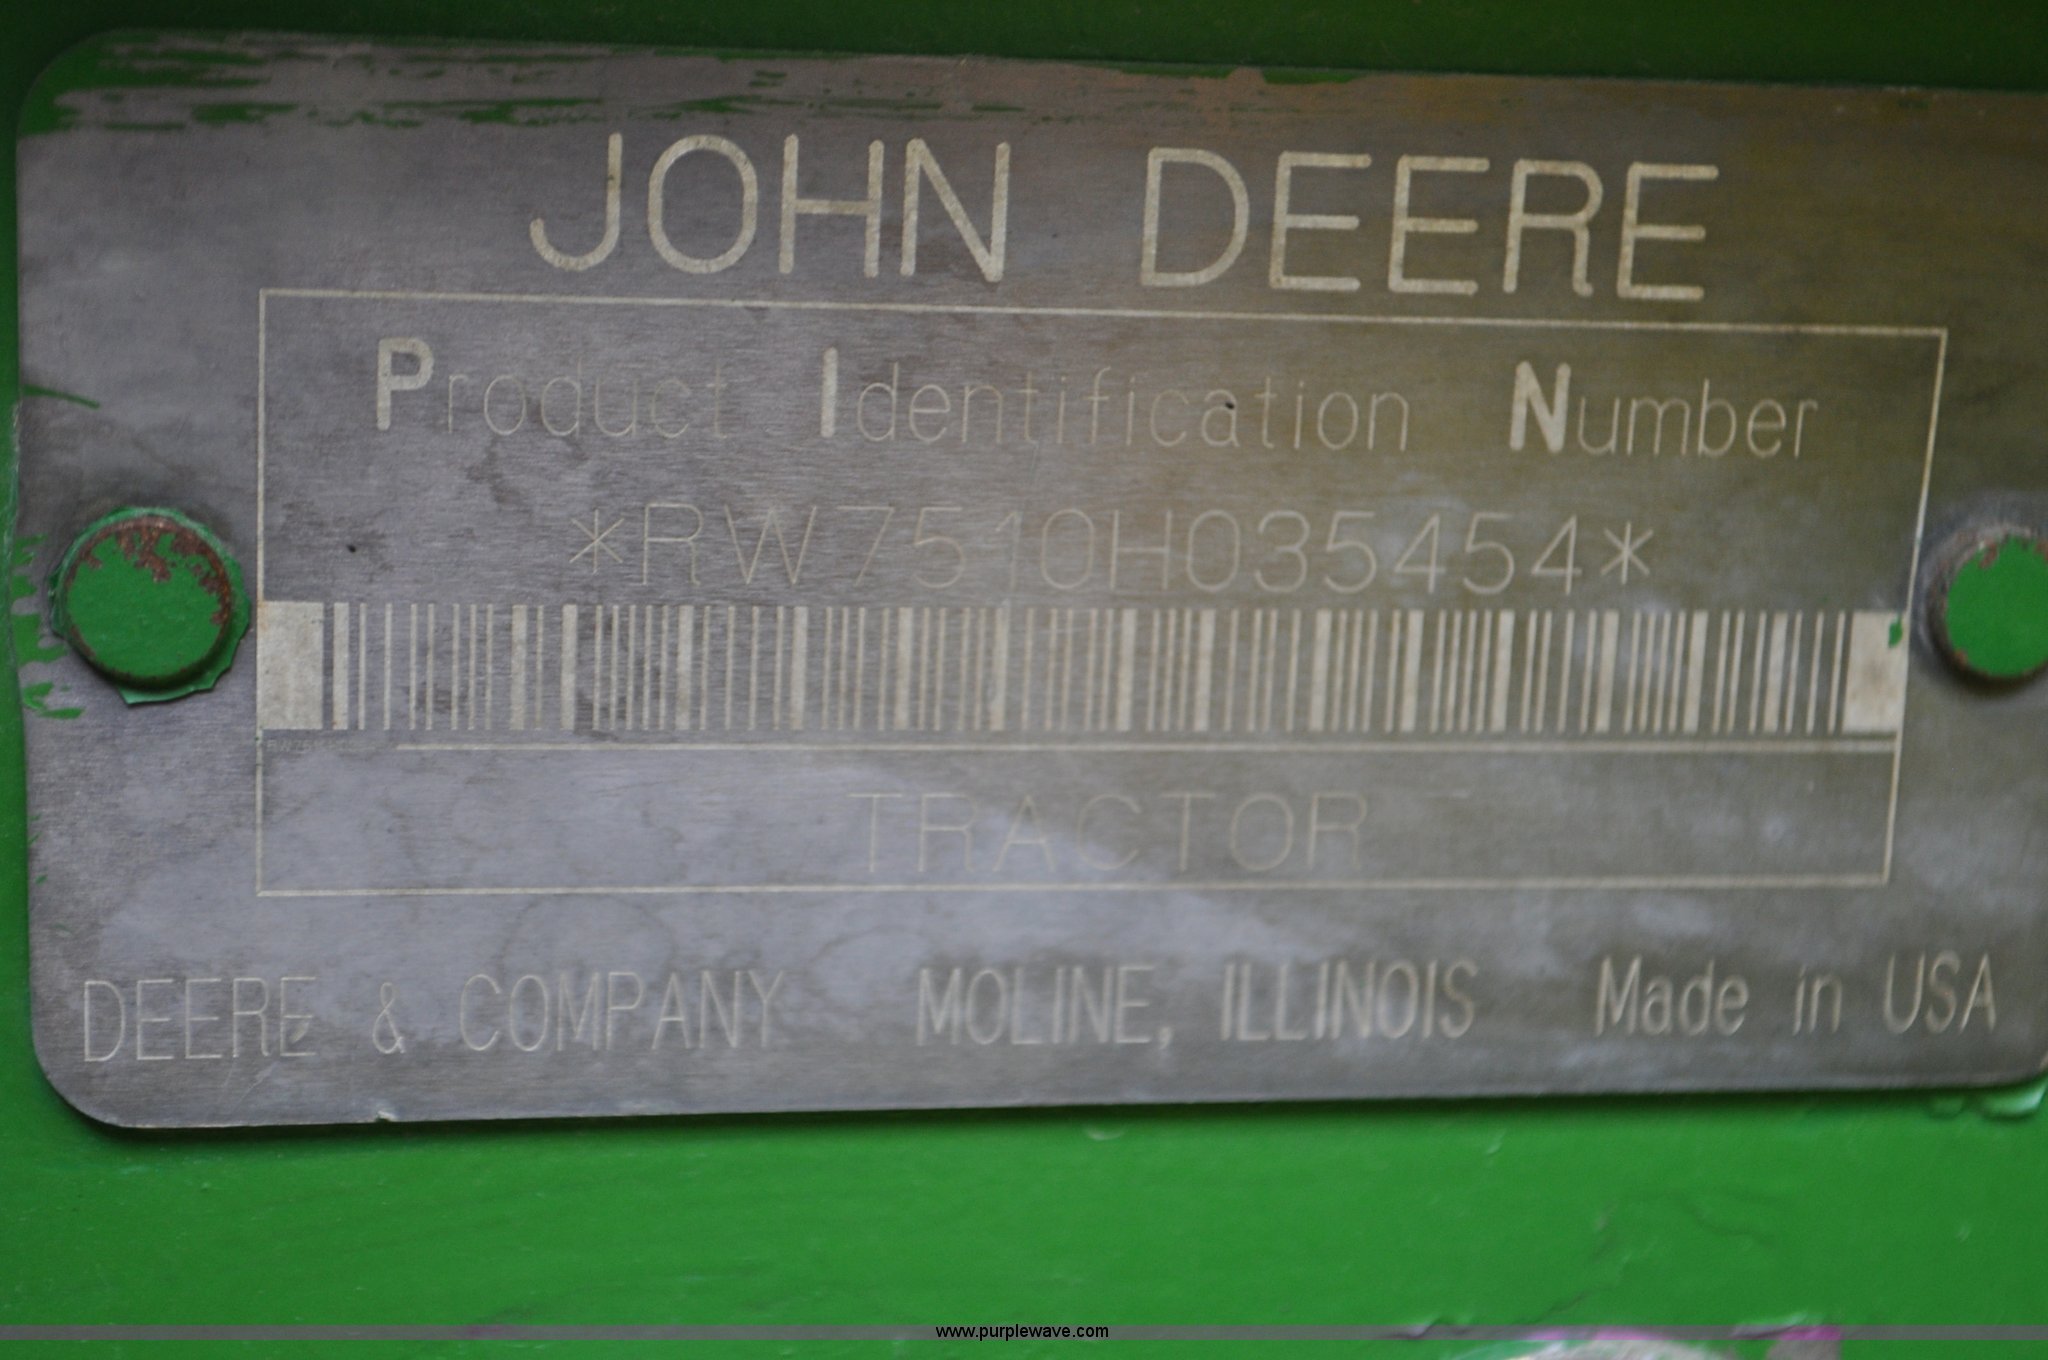 JOHN DEERE
Product Identification Number
*RW7510H035454*
TRACTOR
DEERE & COMPANY MOLINE, ILLINOIS Made in USA
www.purplewave.com